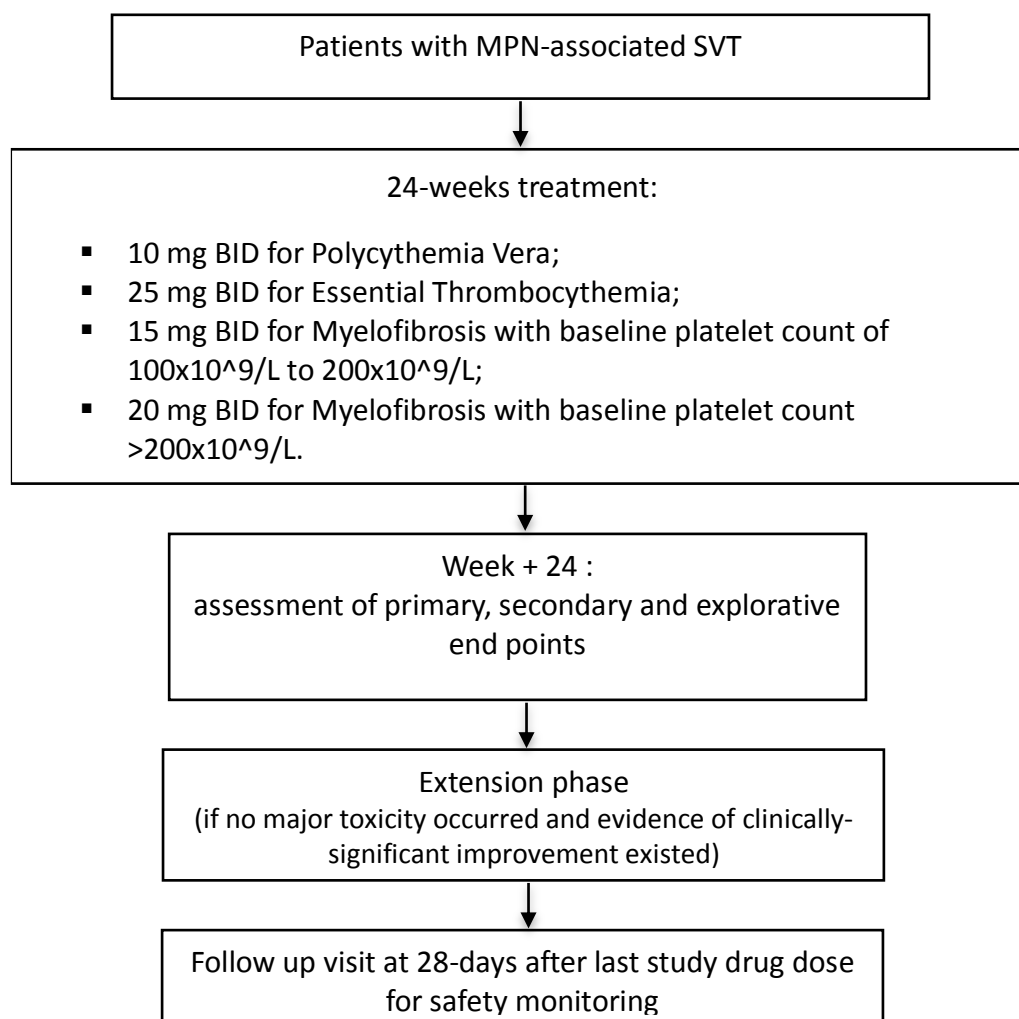 Patients with MPN-associated SVT
24-weeks treatment:
▪ 10 mg BID for Polycythemia Vera;
▪ 25 mg BID for Essential Thrombocythemia;
▪ 15 mg BID for Myelofibrosis with baseline platelet count of
100x10^9/L to 200x10^9/L;
▪ 20 mg BID for Myelofibrosis with baseline platelet count
>200x10^9/L.
Week + 24 :
assessment of primary, secondary and explorative
end points
Extension phase
(if no major toxicity occurred and evidence of clinically-
significant improvement existed)
Follow up visit at 28-days after last study drug dose
for safety monitoring